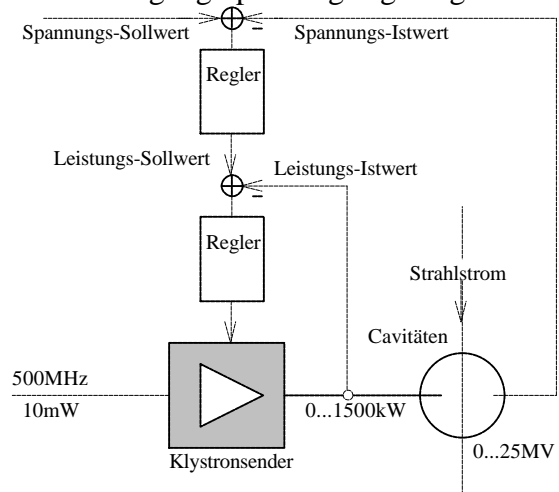 Spannungs-Sollwert
Spannungs-Istwert
Regler
Leistungs-Sollwert
Leistungs-Istwert
Regler
Strahlstrom
Cavitäten
500MHz
10mW
0...1500kW
0...25MV
Klystronsender